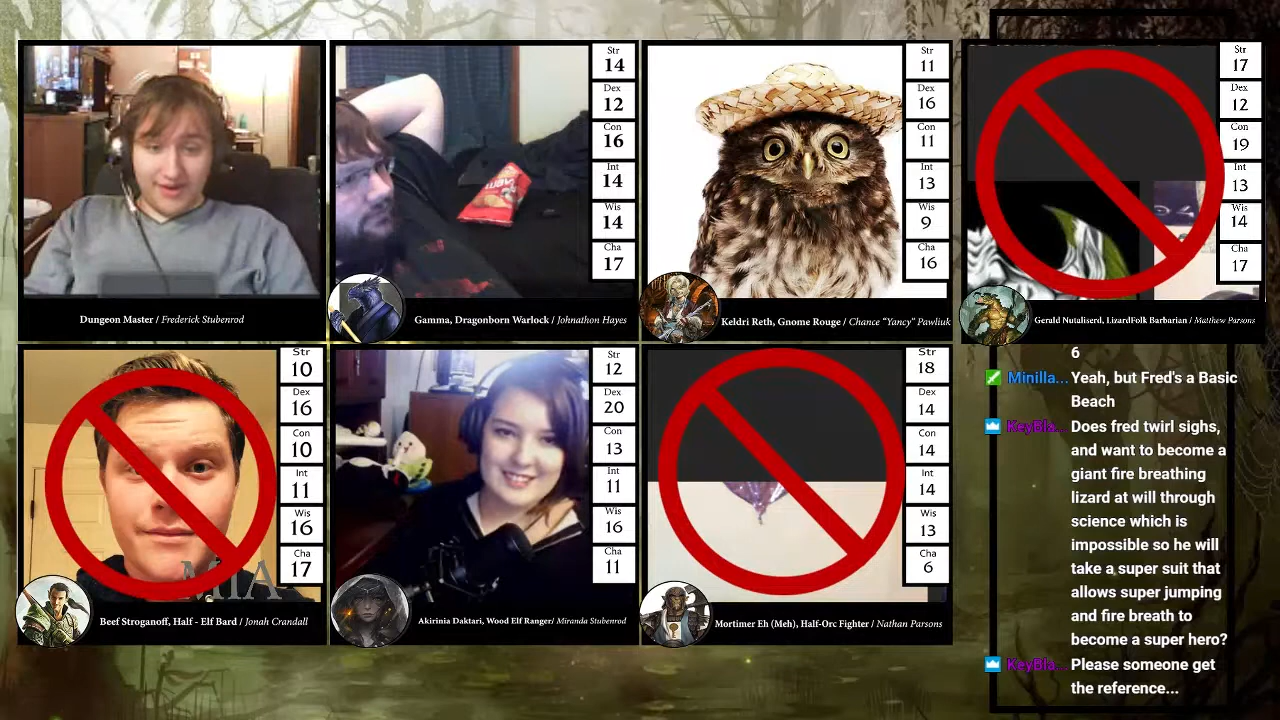 Str
14
Dex
12
Con
16
Int
14
Wis
14
Cha
17
Str
11
Dex
16
Con
11
Int
13
Wis
9
Cha
16
Str
17
Dex
12
Con
19
Int
13
Wis
14
Cha
17
Dungeon Master / Frederick Stubenrod
Gamma, Dragonborn Warlock / Johnathon Hayes
Keldri Reth, Gnome Rouge / Chance "Yancy" Pawliuk
Gerald Nutaliserd, LizardFolk Barbarian / Matthew Parsons
Str
10
Dex
16
Con
10
Int
11
Wis
16
Cha
17
MIA
Str
12
Dex
20
Con
13
Int
11
Wis
16
Cha
11
Str
18
Dex
14
Con
14
Int
14
Wis
13
Cha
6
Beef Stroganoff, Half - Elf Bard / Jonah Crandall
Akirinia Daktari, Wood Elf Ranger/ Miranda Stubenrod
Mortimer Eh (Meh), Half-Orc Fighter / Nathan Parsons
6
Minilla... Yeah, but Fred's a Basic
Beach
KeyBla... Does fred twirl sighs,
and want to become a
giant fire breathing
lizard at will through
science which is
impossible so he will
take a super suit that
allows super jumping
and fire breath to
become a super hero?
KeyBla... Please someone get
the reference...